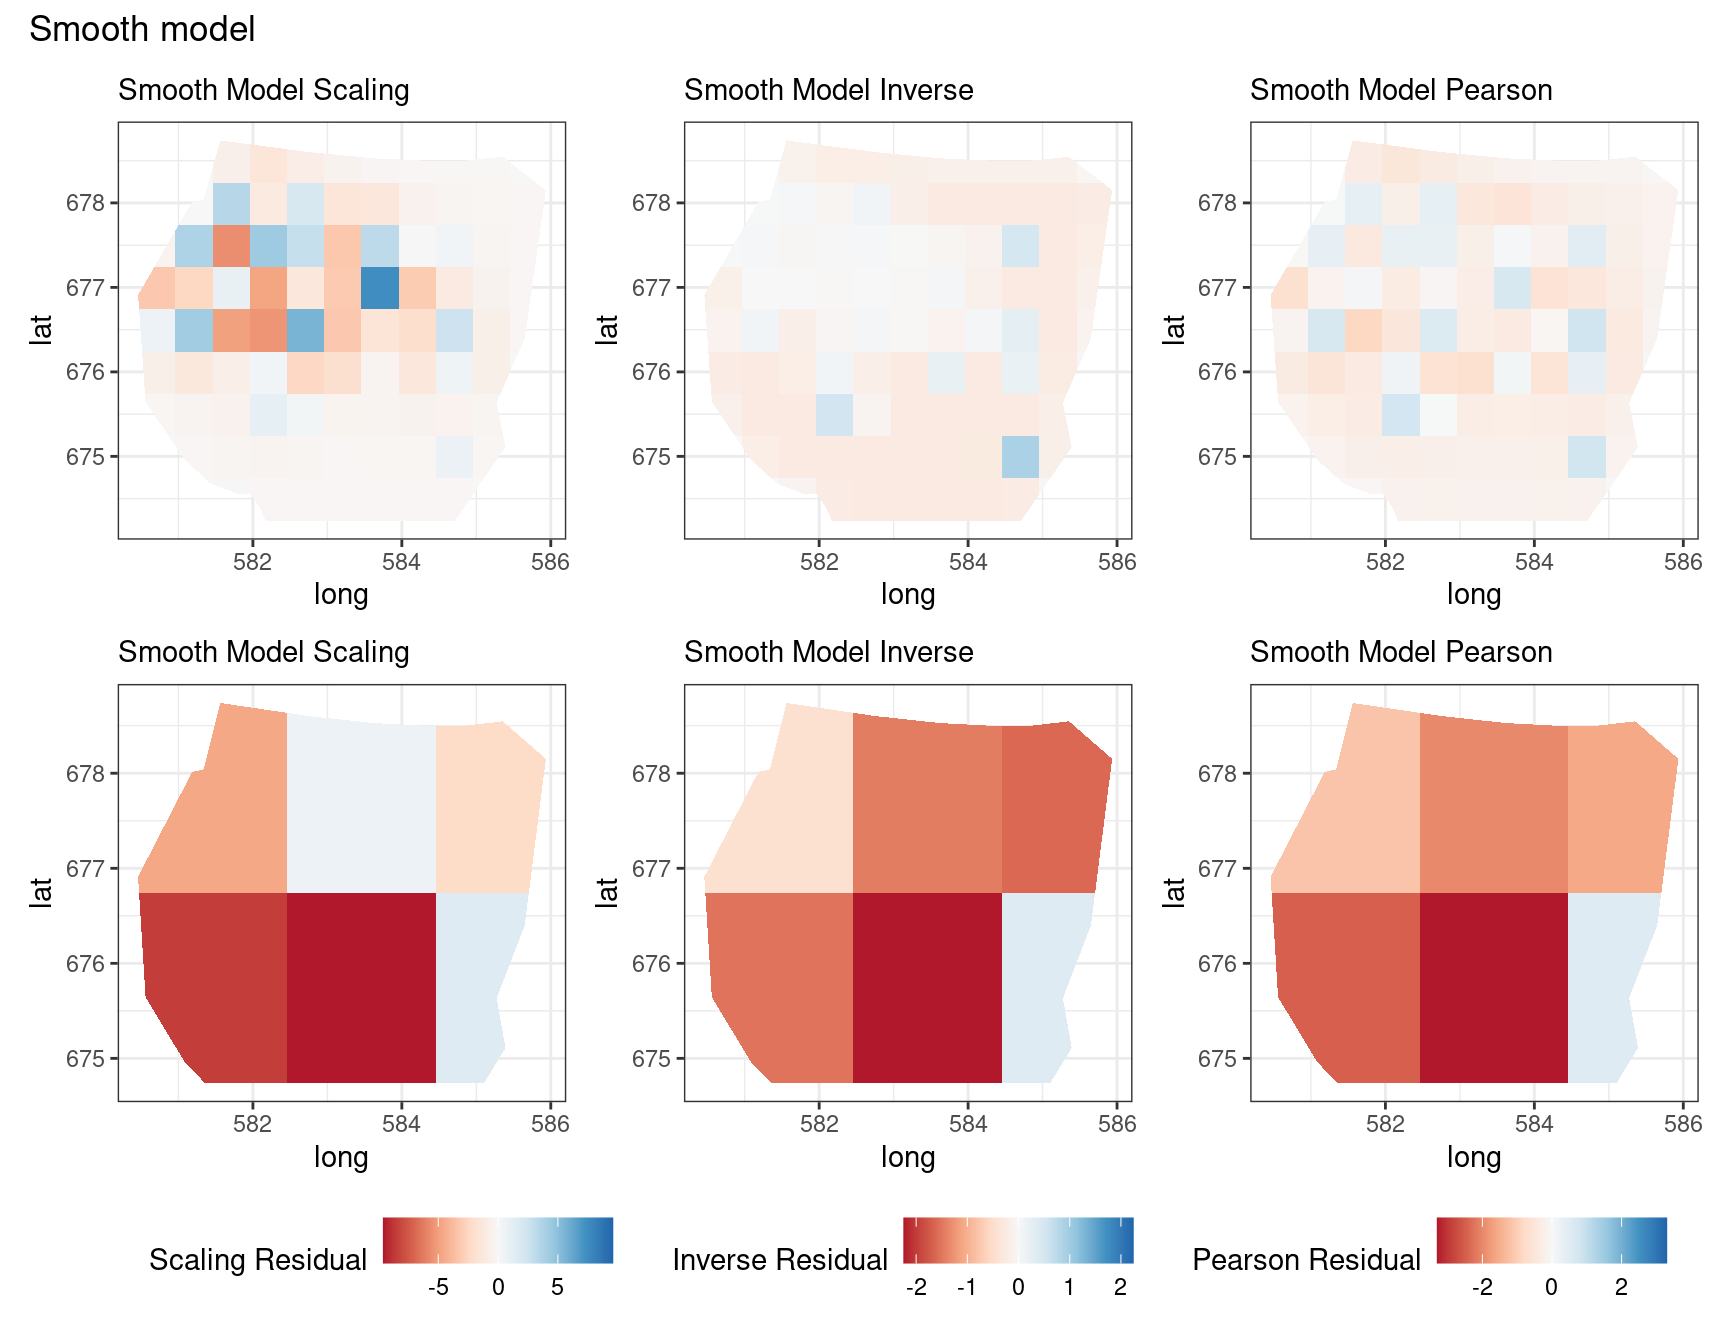 Smooth model
Smooth Model Scaling
Smooth Model Inverse
Smooth Model Pearson
678
677
676
675
lat
582
584
586
long
678
677
676
675
lat
582
584
586
long
678
677
676
675
lat
582
584
586
long
Smooth Model Scaling
Smooth Model Inverse
Smooth Model Pearson
678
677
676
675
lat
582
584
586
long
678
677
676
675
lat
582
584
586
long
678
677
676
675
lat
582
584
586
long
Scaling Residual
-5 0 5
Inverse Residual
-2 -1 0 1 2
Pearson Residual
-2 0 2